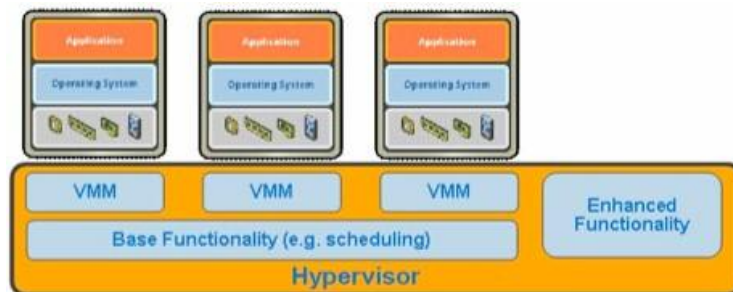 Application
Application
Application
Operating System
Operating System
Operating System
VMM
VMM
VMM
Enhanced
Functionality
Base Functionality (e.g. scheduling)
Hypervisor